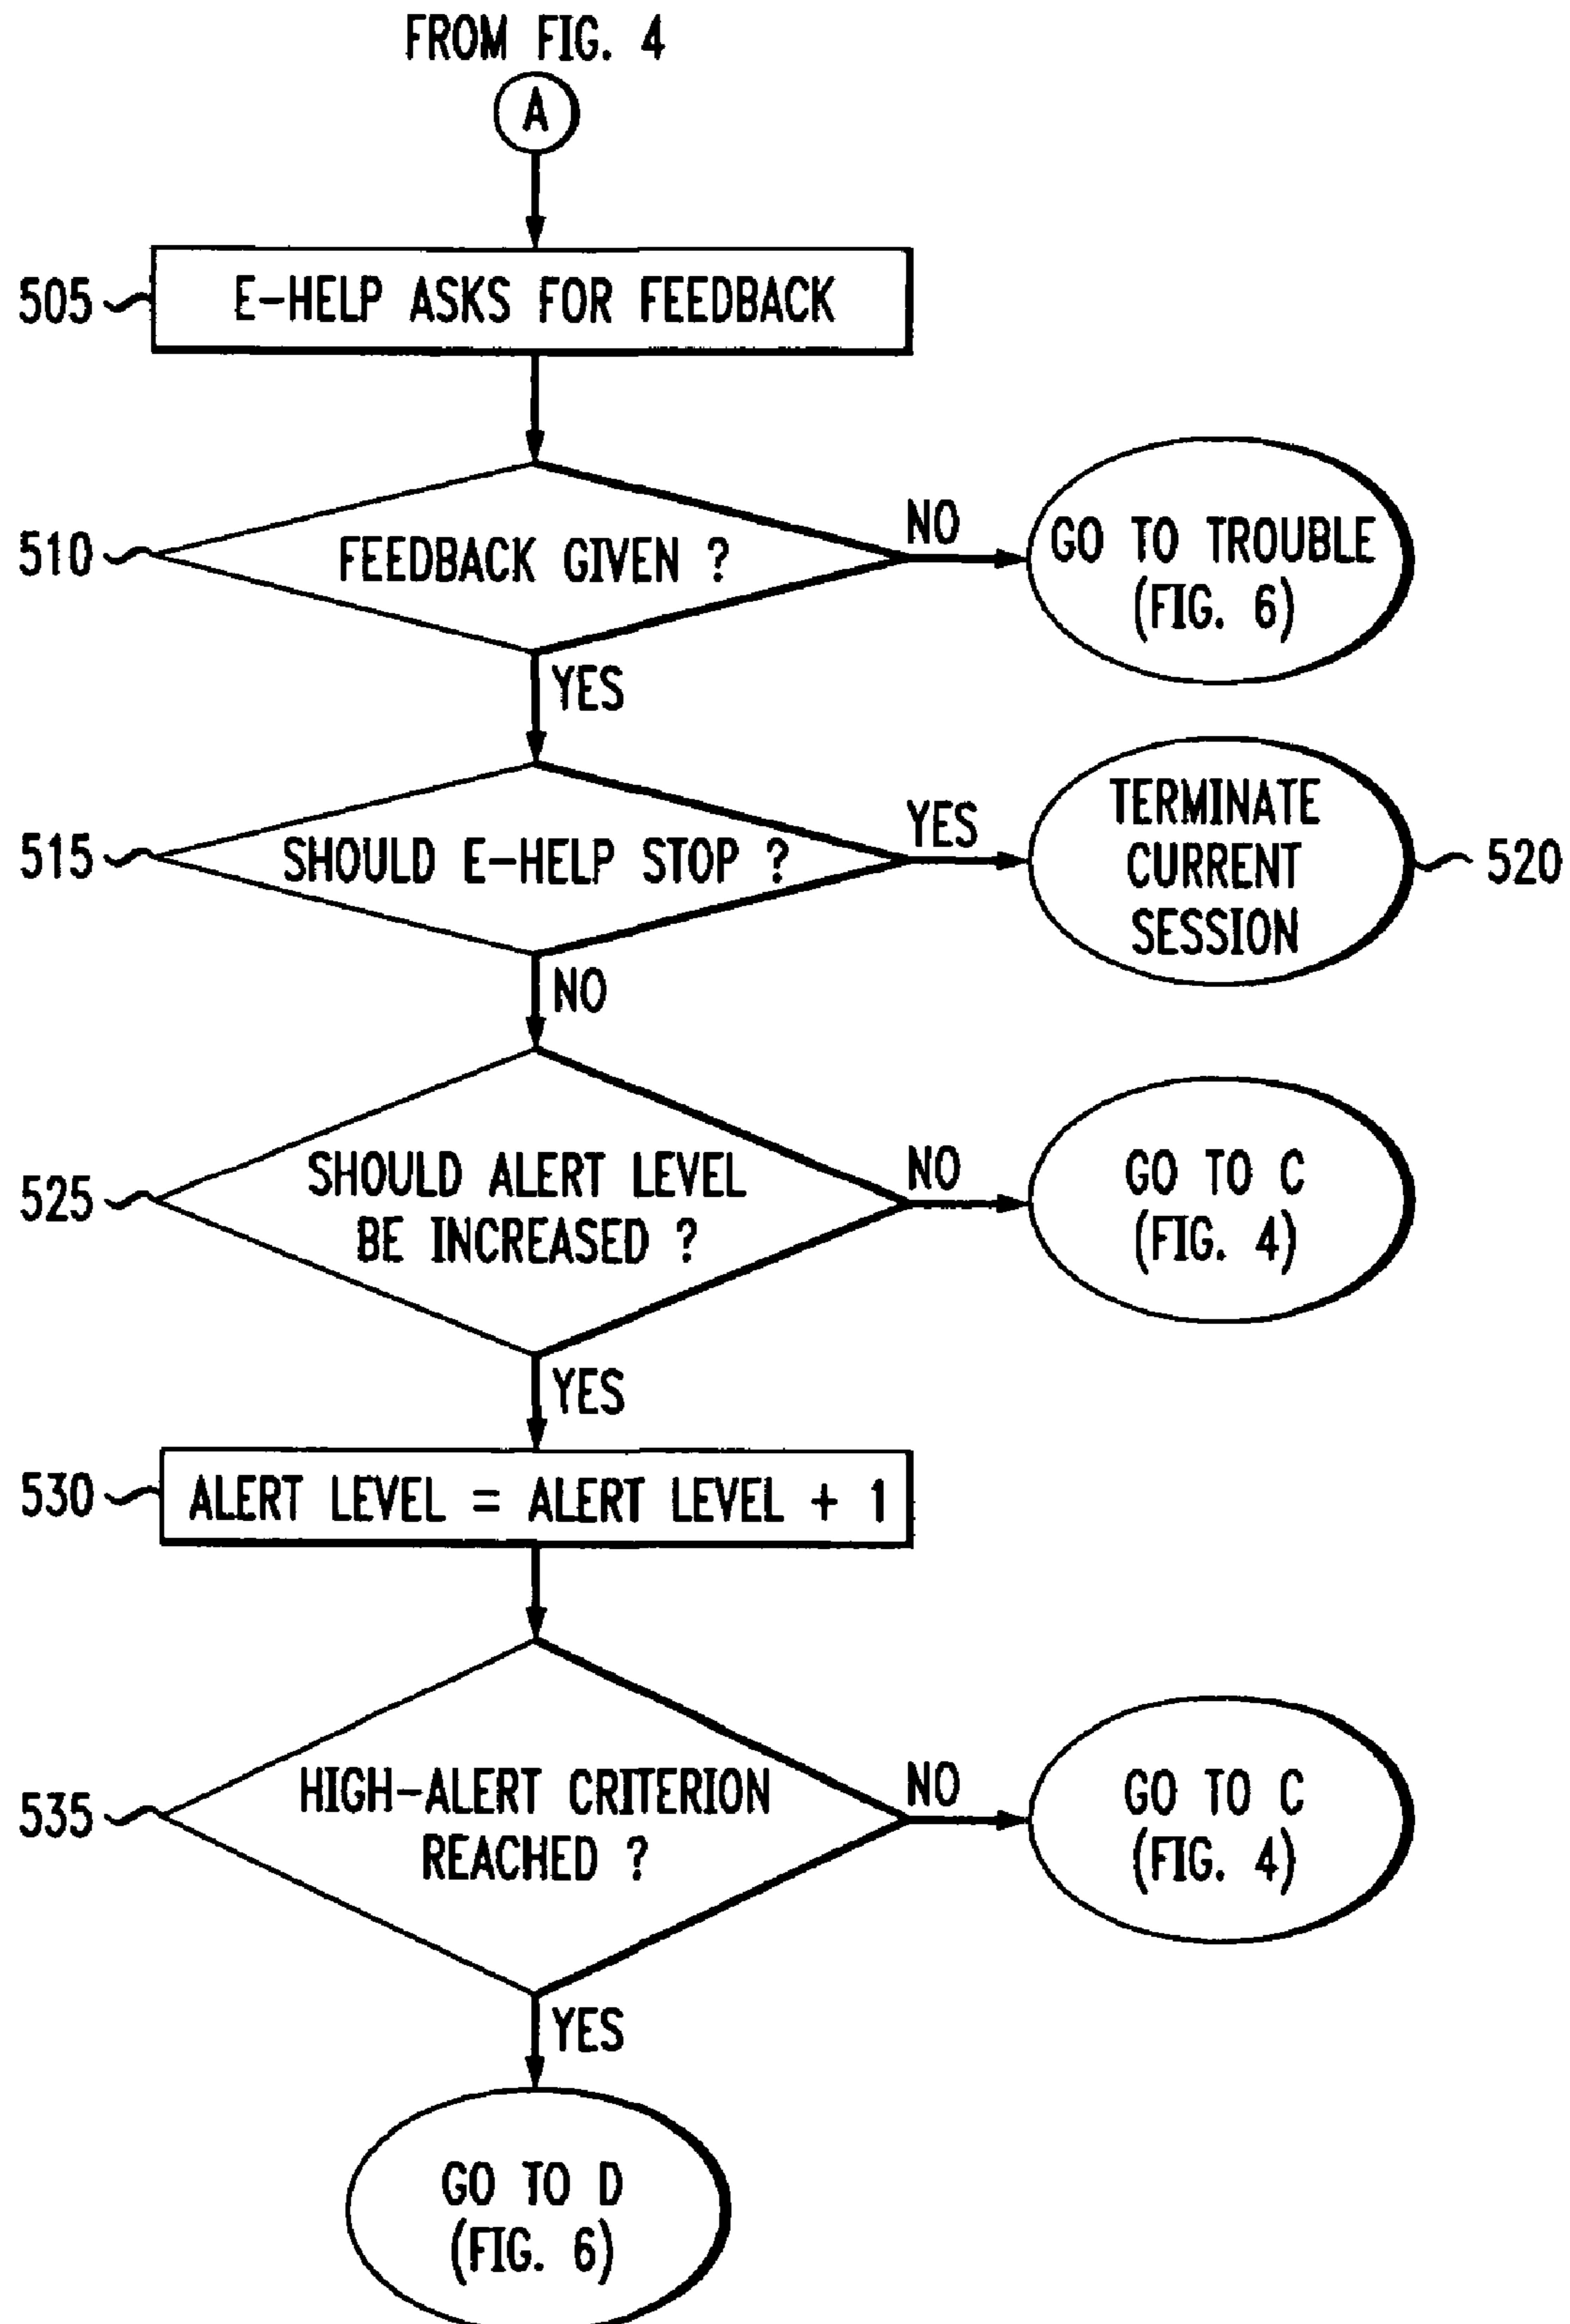 FROM FIG. 4
A
505
E-HELP ASKS FOR FEEDBACK
510
FEEDBACK GIVEN ?
NO
GO TO TROUBLE
(FIG. 6)
YES
515
SHOULD E-HELP STOP ?
YES
TERMINATE
CURRENT
SESSION
520
NO
525
SHOULD ALERT LEVEL
BE INCREASED ?
NO
GO TO C
(FIG. 4)
YES
530
ALERT LEVEL = ALERT LEVEL + 1
535
HIGH-ALERT CRITERION
REACHED ?
NO
GO TO C
(FIG. 4)
YES
GO TO D
(FIG. 6)